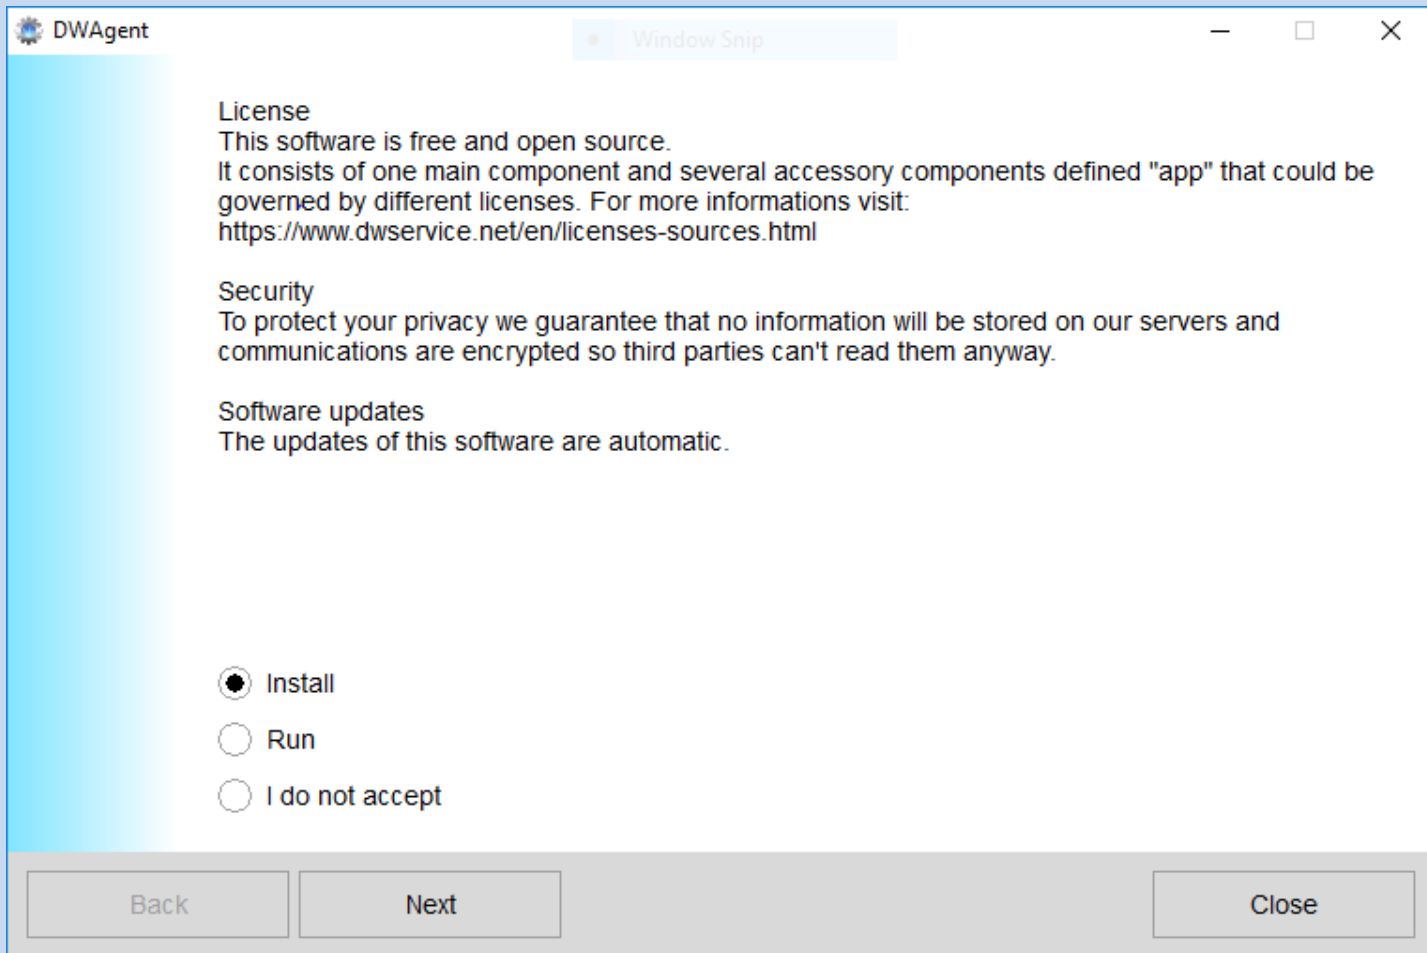 DWAgent
Window Snip
License
This software is free and open source.
It consists of one main component and several accessory components defined "app" that could be
governed by different licenses. For more informations visit:
https://www.dwservice.net/en/licenses-sources.html
Security
To protect your privacy we guarantee that no information will be stored on our servers and
communications are encrypted so third parties can't read them anyway.
Software updates
The updates of this software are automatic.
Install
Run
I do not accept
Back
Next
Close